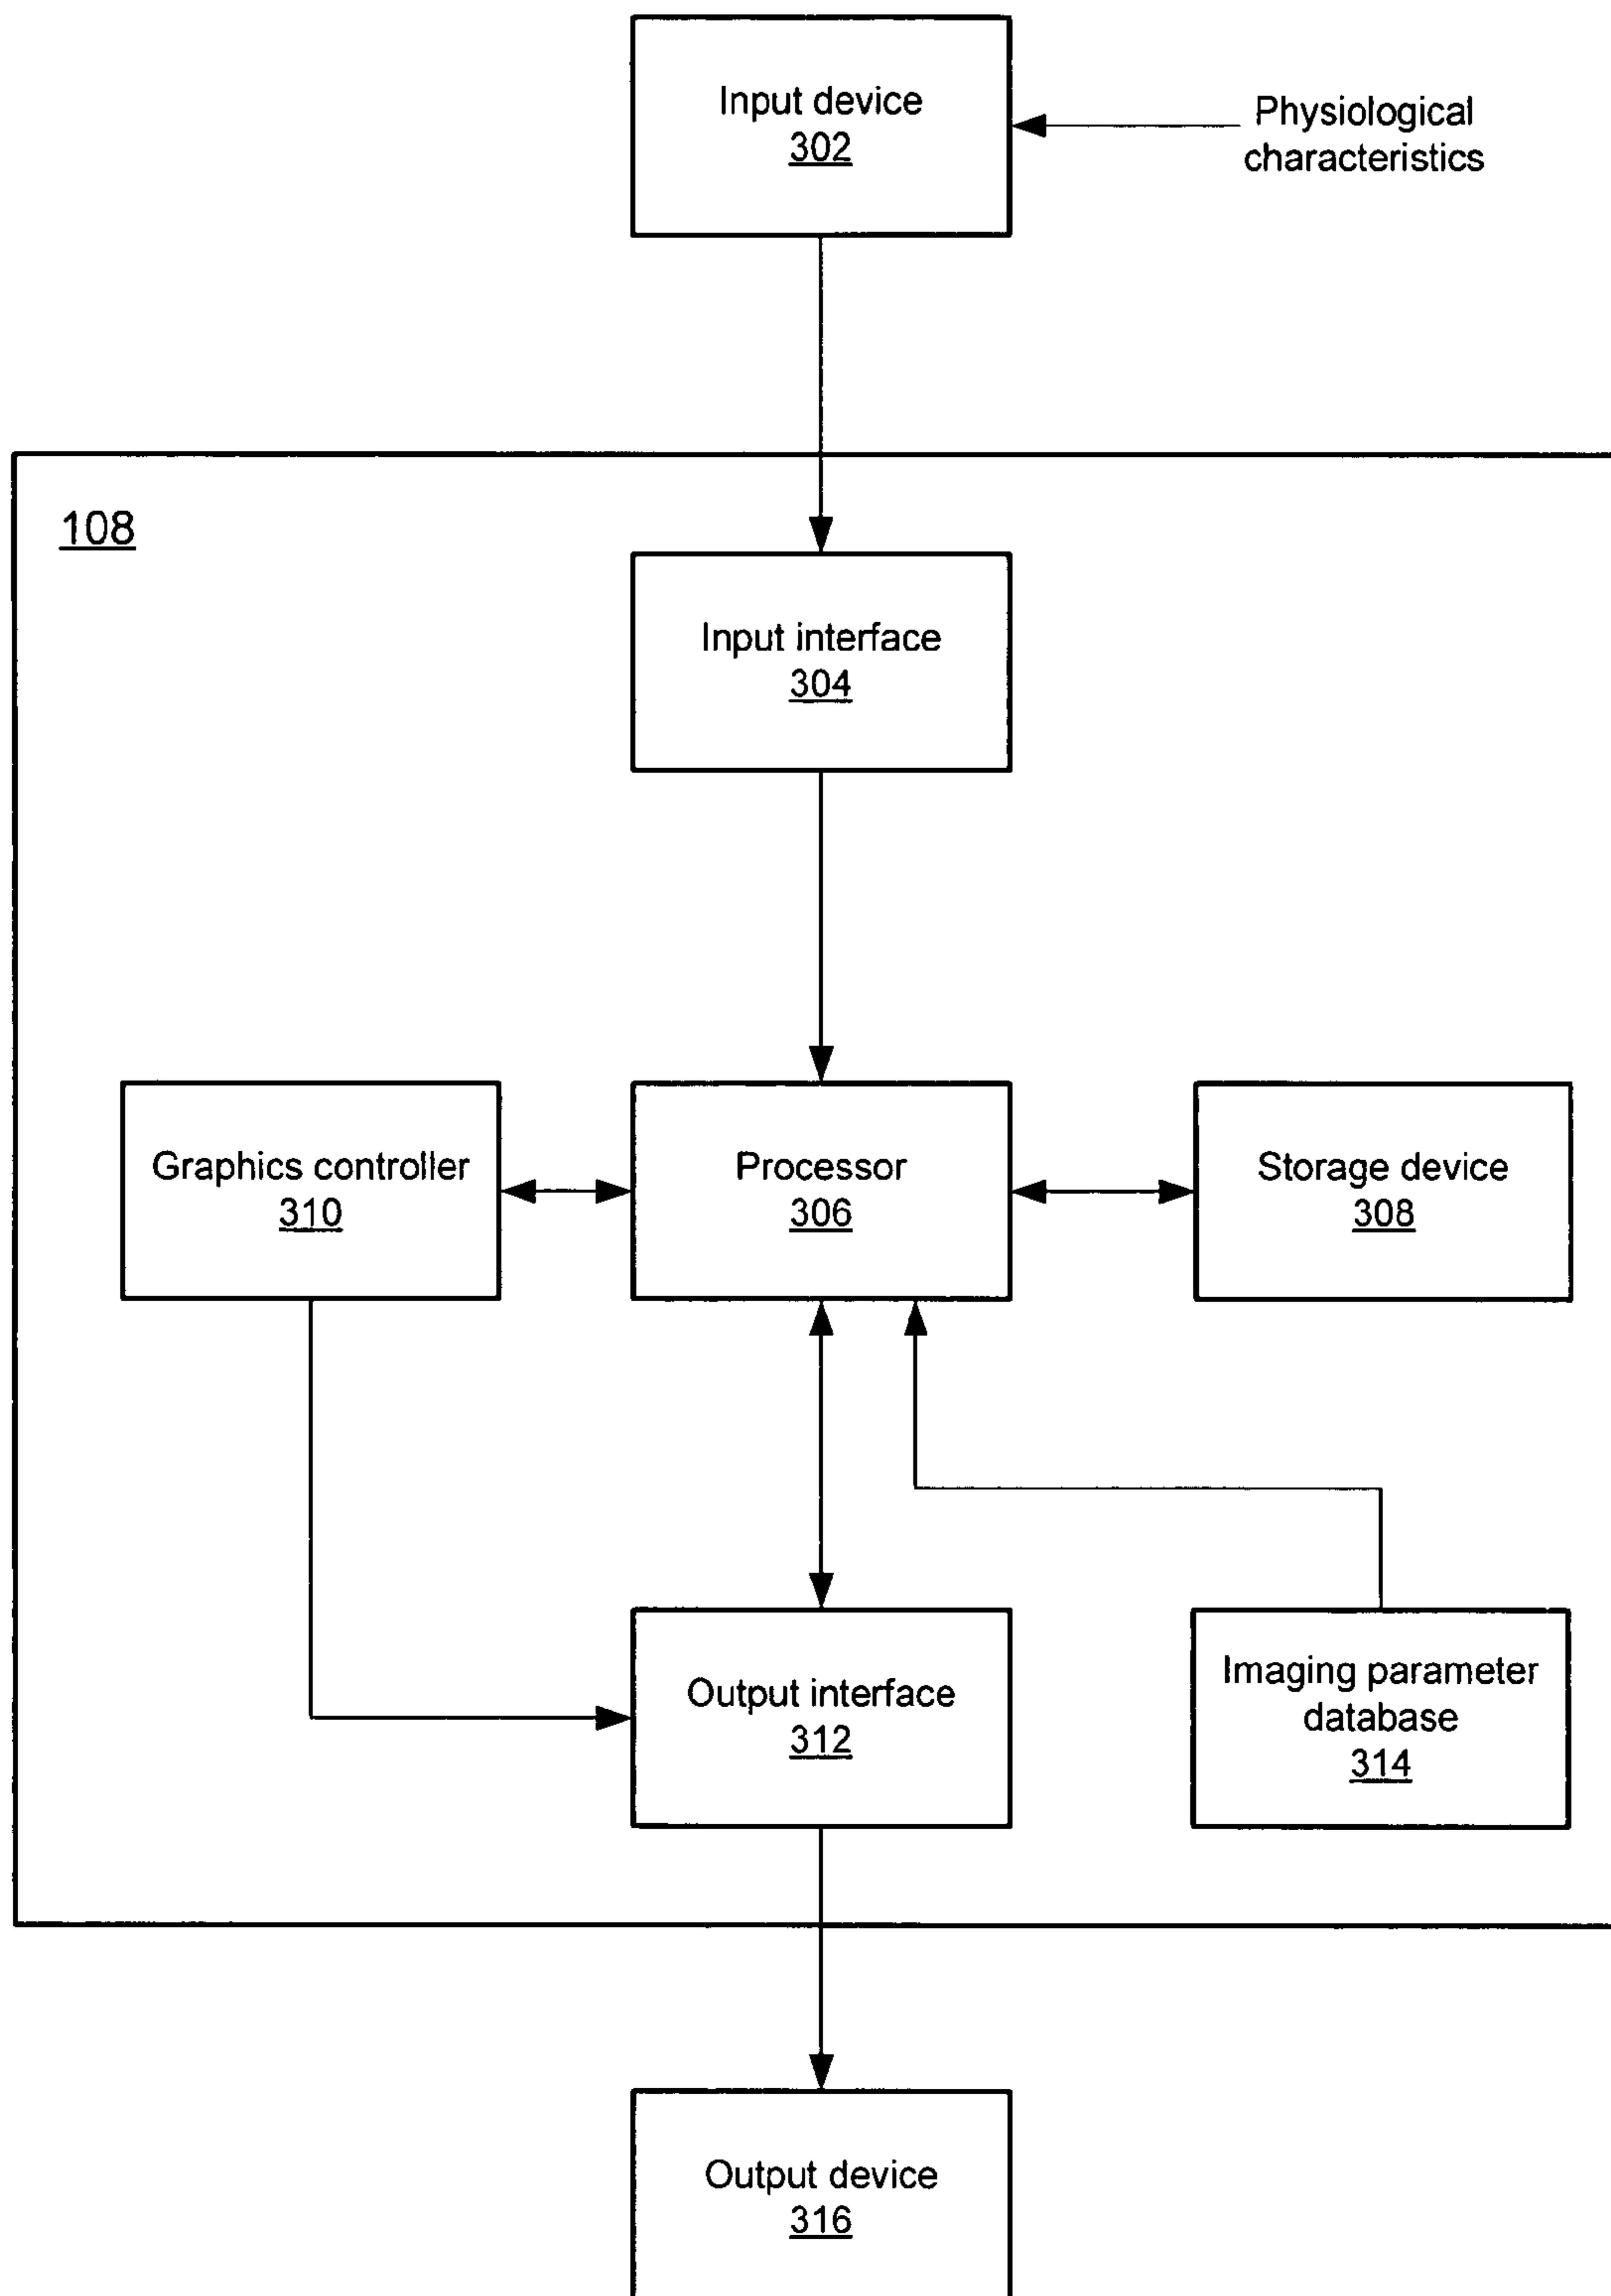 Input device
302
Physiological
characteristics
108
Input interface
304
Graphics controller
310
Processor
306
Storage device
308
Output interface
312
Imaging parameter
database
314
Output device
316